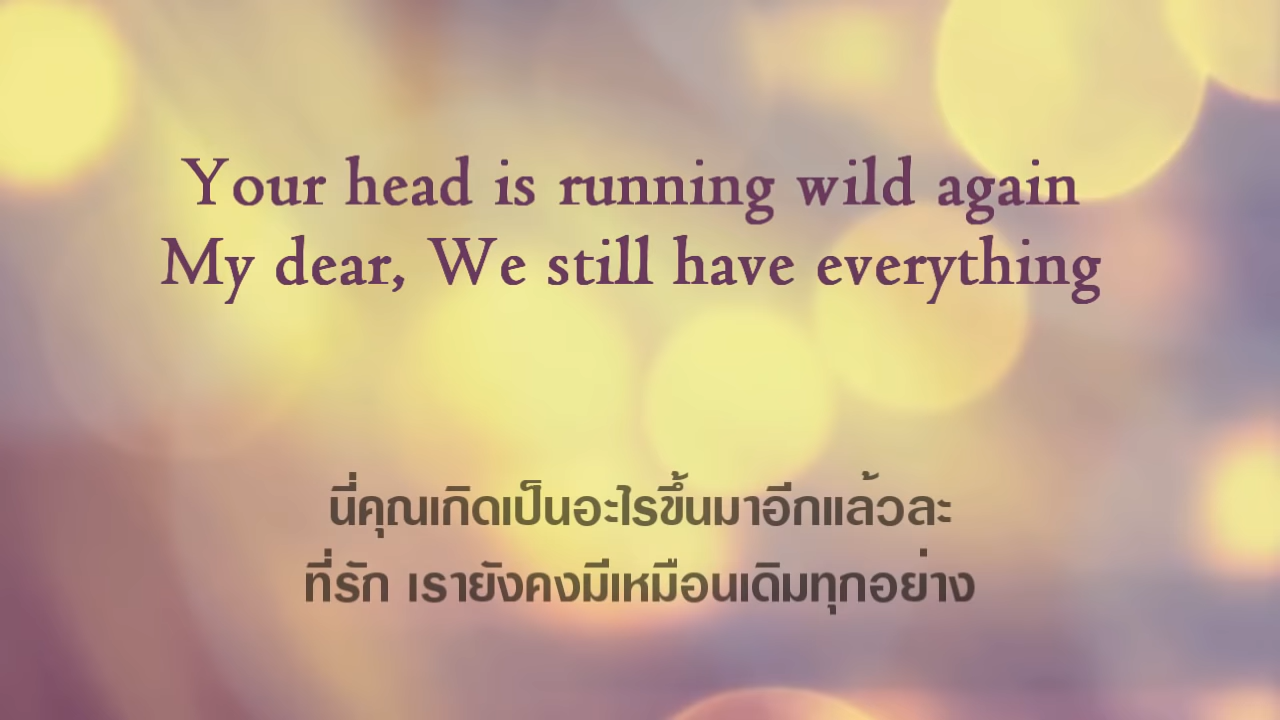 Your head is running wild again
My dear, We still have everything
นี่คุณเกิดเป็นอะไรขึ้นมาอีกแล้วละ
ที่รัก เรายังคงมีเหมือนเดิมทุกอย่าง